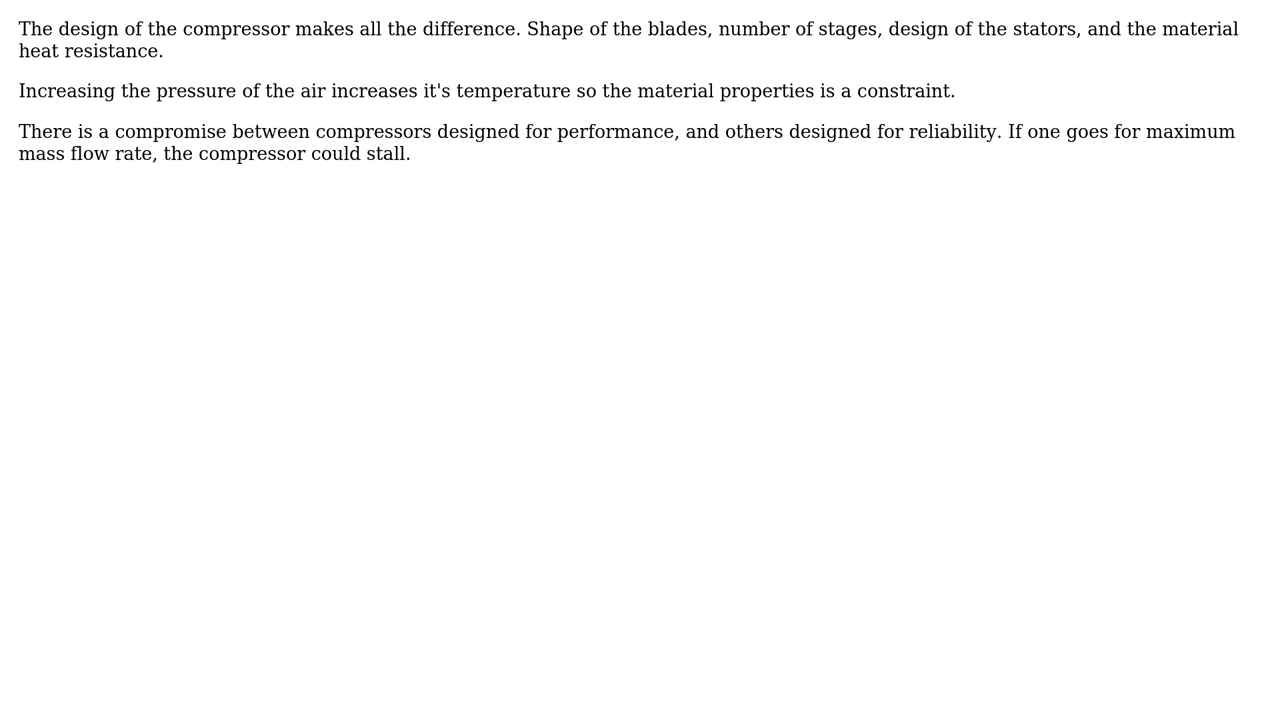 The design of the compressor makes all the difference. Shape of the blades, number of stages, design of the stators, and the material
heat resistance.
Increasing the pressure of the air increases it's temperature so the material properties is a constraint.
There is a compromise between compressors designed for performance, and others designed for reliability. If one goes for maximum
mass flow rate, the compressor could stall.